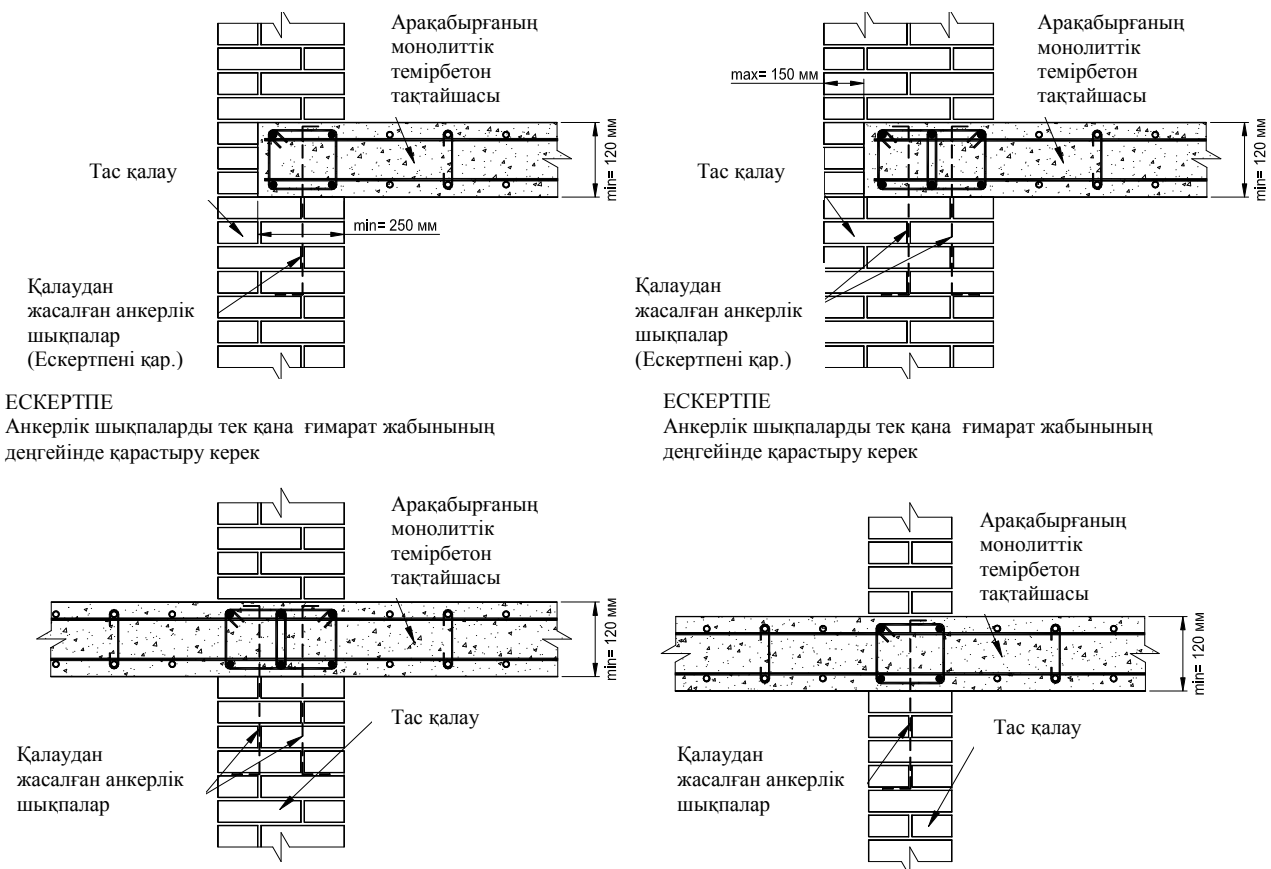 Арақабырғаның
монолиттік
темірбетон
тақтайшасы
min= 120 мм
Тас қалау
min= 250 мм
Қалаудан
жасалған анкерлік
шықпалар
(Ескертпені қар.)
ЕСКЕРТПЕ
Анкерлік шықпаларды тек қана ғимарат жабынының
деңгейінде қарастыру керек
Арақабырғаның
монолиттік
темірбетон
тақтайшасы
max= 150 мм
min= 120 мм
Тас қалау
Қалаудан
жасалған анкерлік
шықпалар
(Ескертпені қар.)
ЕСКЕРТПЕ
Анкерлік шықпаларды тек қана ғимарат жабынының
деңгейінде қарастыру керек
Арақабырғаның
монолиттік
темірбетон
тақтайшасы
min= 120 мм
Тас қалау
Қалаудан
жасалған анкерлік
шықпалар
Арақабырғаның
монолиттік
темірбетон
тақтайшасы
min= 120 мм
Тас қалау
Қалаудан
жасалған анкерлік
шықпалар